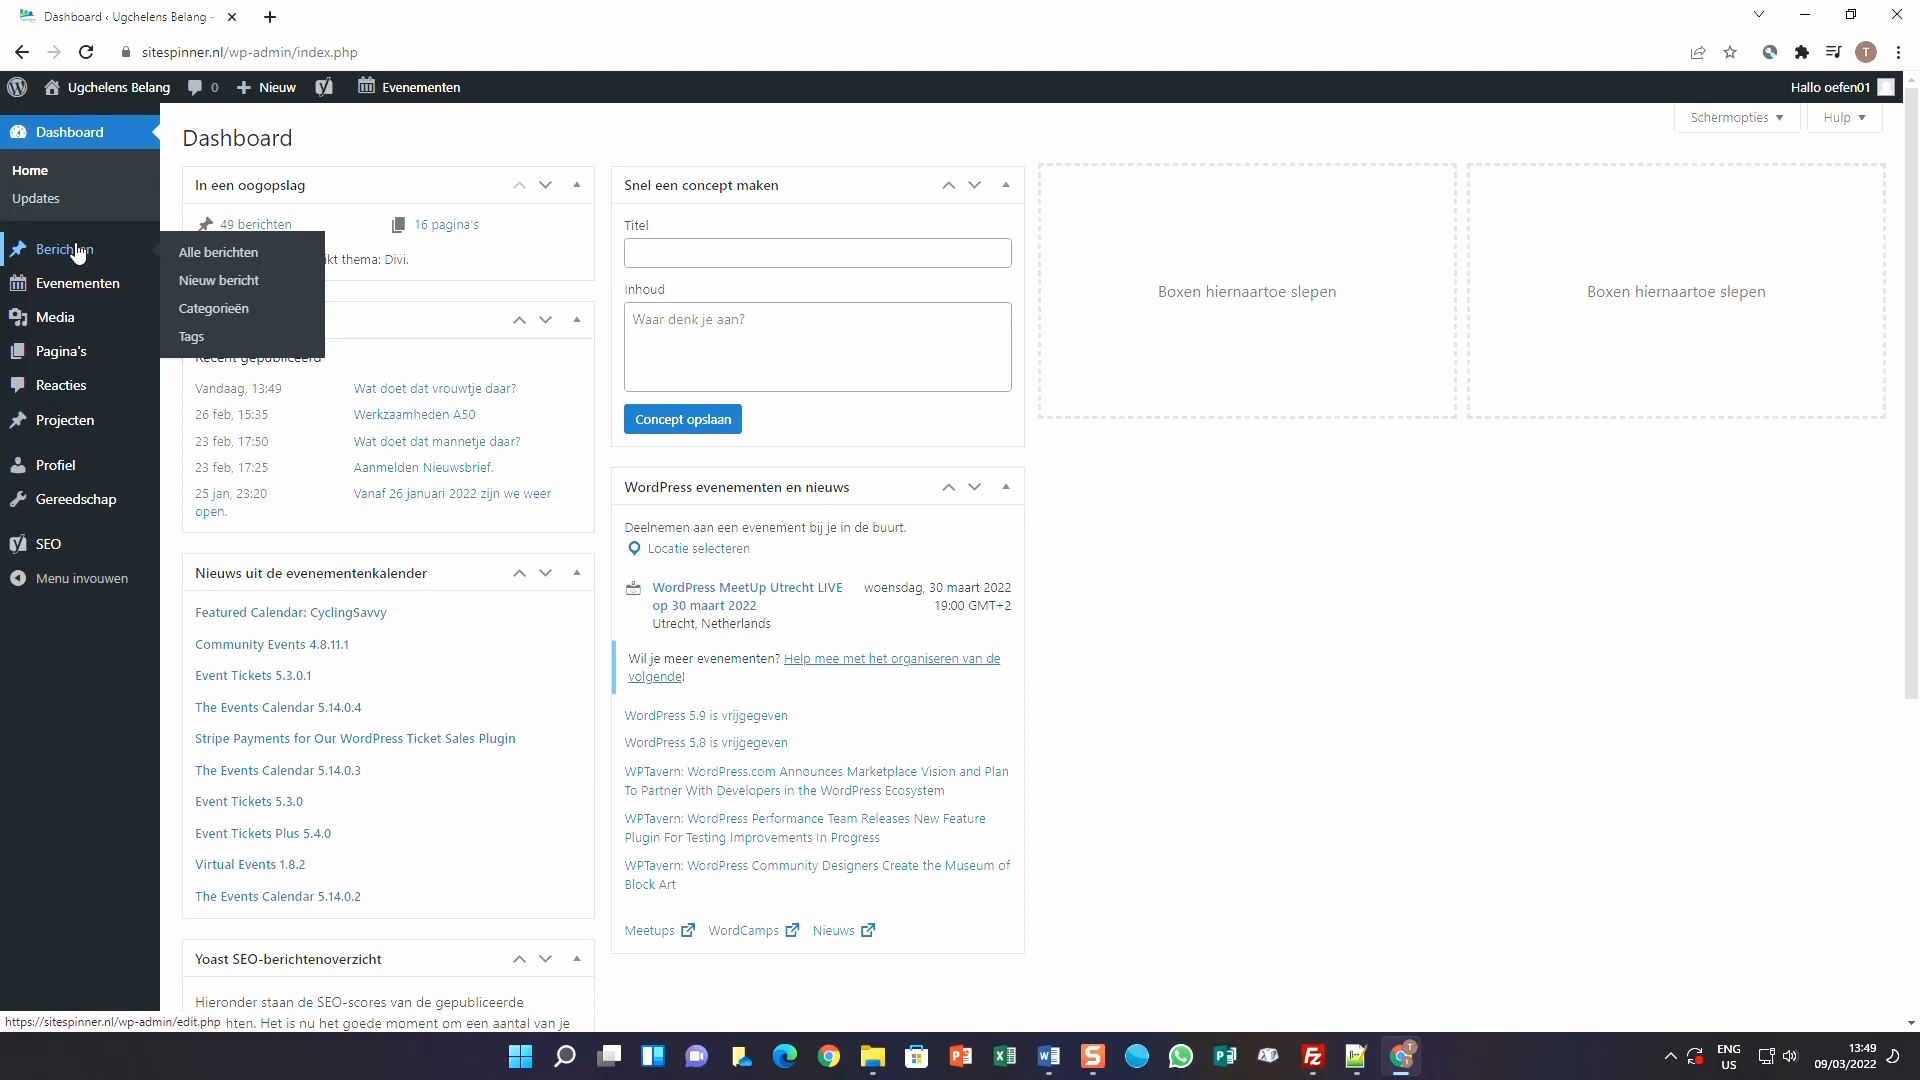 Dashboard ‹ Ugchelens Belang -
sitespinner.nl/wp-admin/index.php
T
Ugchelens Belang
0
Nieuw
Evenementen
Hallo oefen01
Dashboard
Home
Updates
Evenementen
Media
Pagina's
Reacties
Projecten
Profiel
Gereedschap
SEO
Menu invouwen
Alle berichten
Nieuw bericht
Categorieën
Tags
Dashboard
Schermopties
Hulp
In een oogopslag
49 berichten
16 pagina's
thema: Divi.
Recent gepubliceerd
Vandaag, 13:49
Wat doet dat vrouwtje daar?
26 feb, 15:35
Werkzaamheden A50
23 feb, 17:50
Wat doet dat mannetje daar?
23 feb, 17:25
Aanmelden Nieuwsbrief.
25 jan, 23:20
Vanaf 26 januari 2022 zijn we weer
open.
Nieuws uit de evenementenkalender
Featured Calendar: CyclingSavvy
Community Events 4.8.11.1
Event Tickets 5.3.0.1
The Events Calendar 5.14.0.4
Stripe Payments for Our WordPress Ticket Sales Plugin
The Events Calendar 5.14.0.3
Event Tickets 5.3.0
Event Tickets Plus 5.4.0
Virtual Events 1.8.2
The Events Calendar 5.14.0.2
Yoast SEO-berichtenoverzicht
Hieronder staan de SEO-scores van de gepubliceerde
hten. Het is nu het goede moment om een aantal van je
Snel een concept maken
Titel
Inhoud
Waar denk je aan?
Concept opslaan
WordPress evenementen en nieuws
Deelnemen aan een evenement bij je in de buurt.
Locatie selecteren
WordPress MeetUp Utrecht LIVE
op 30 maart 2022
Utrecht, Netherlands
woensdag, 30 maart 2022
19:00 GMT+2
Wil je meer evenementen? Help mee met het organiseren van de
volgende!
WordPress 5.9 is vrijgegeven
WordPress 5.8 is vrijgegeven
WPTavern: WordPress.com Announces Marketplace Vision and Plan
To Partner With Developers in the WordPress Ecosystem
WPTavern: WordPress Performance Team Releases New Feature
Plugin For Testing Improvements In Progress
WPTavern: WordPress Community Designers Create the Museum of
Block Art
Meetups
WordCamps
Nieuws
Boxen hiernaartoe slepen
Boxen hiernaartoe slepen
https://sitespinner.nl/wp-admin/edit.php
ENG
US
13:49
09/03/2022